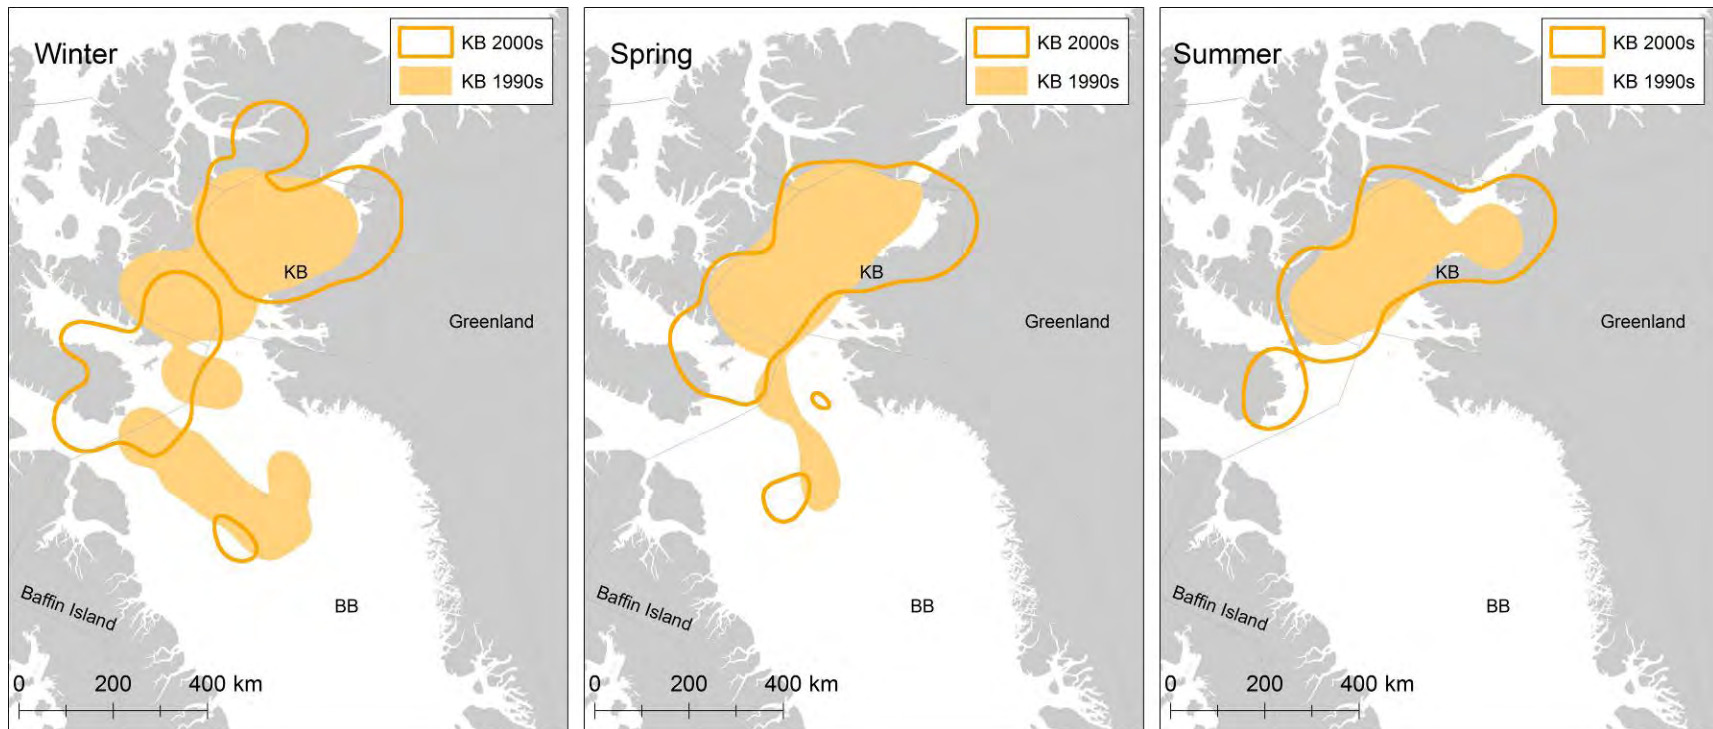 Winter
KB 2000s
KB 1990s
KB
Greenland
Baffin Island
BB
0 200 400 km
Spring
KB 2000s
KB 1990s
KB
Greenland
Baffin Island
BB
0 200 400 km
Summer
KB 2000s
KB 1990s
KB
Greenland
Baffin Island
BB
0 200 400 km